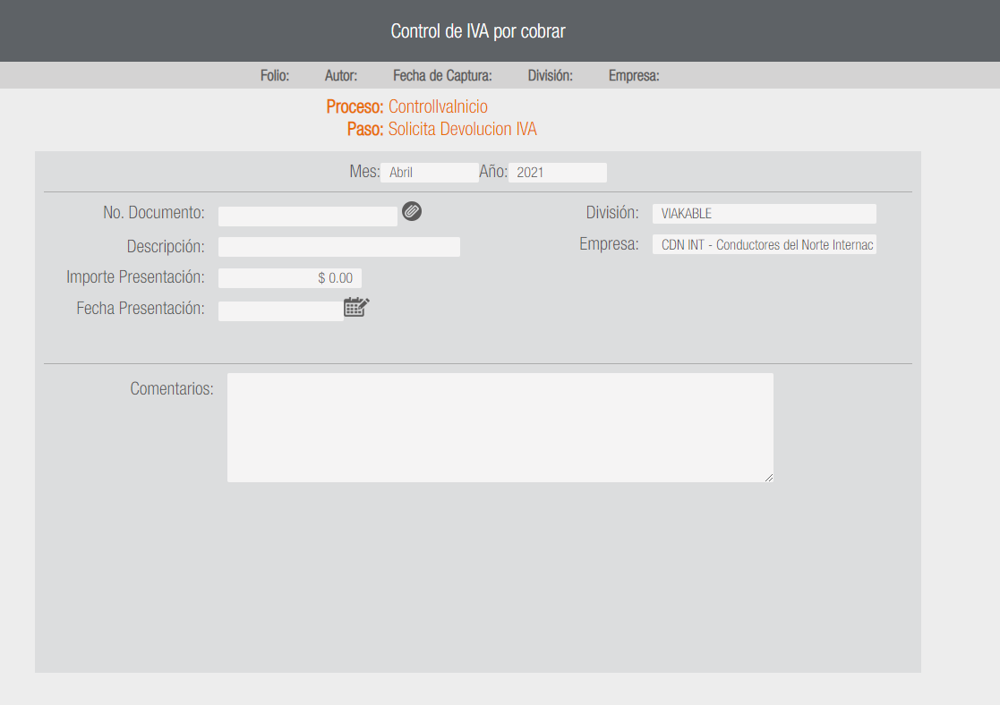 Control de IVA por cobrar
Folio: Autor: Fecha de Captura: División: Empresa:
Proceso: ControlIvaInicio
Paso: Solicita Devolucion IVA
Mes: Abril Año: 2021
No. Documento:
División: VIAKABLE
Descripción:
Empresa: CDN INT - Conductores del Norte Internac
Importe Presentación: $ 0.00
Fecha Presentación:
Comentarios: